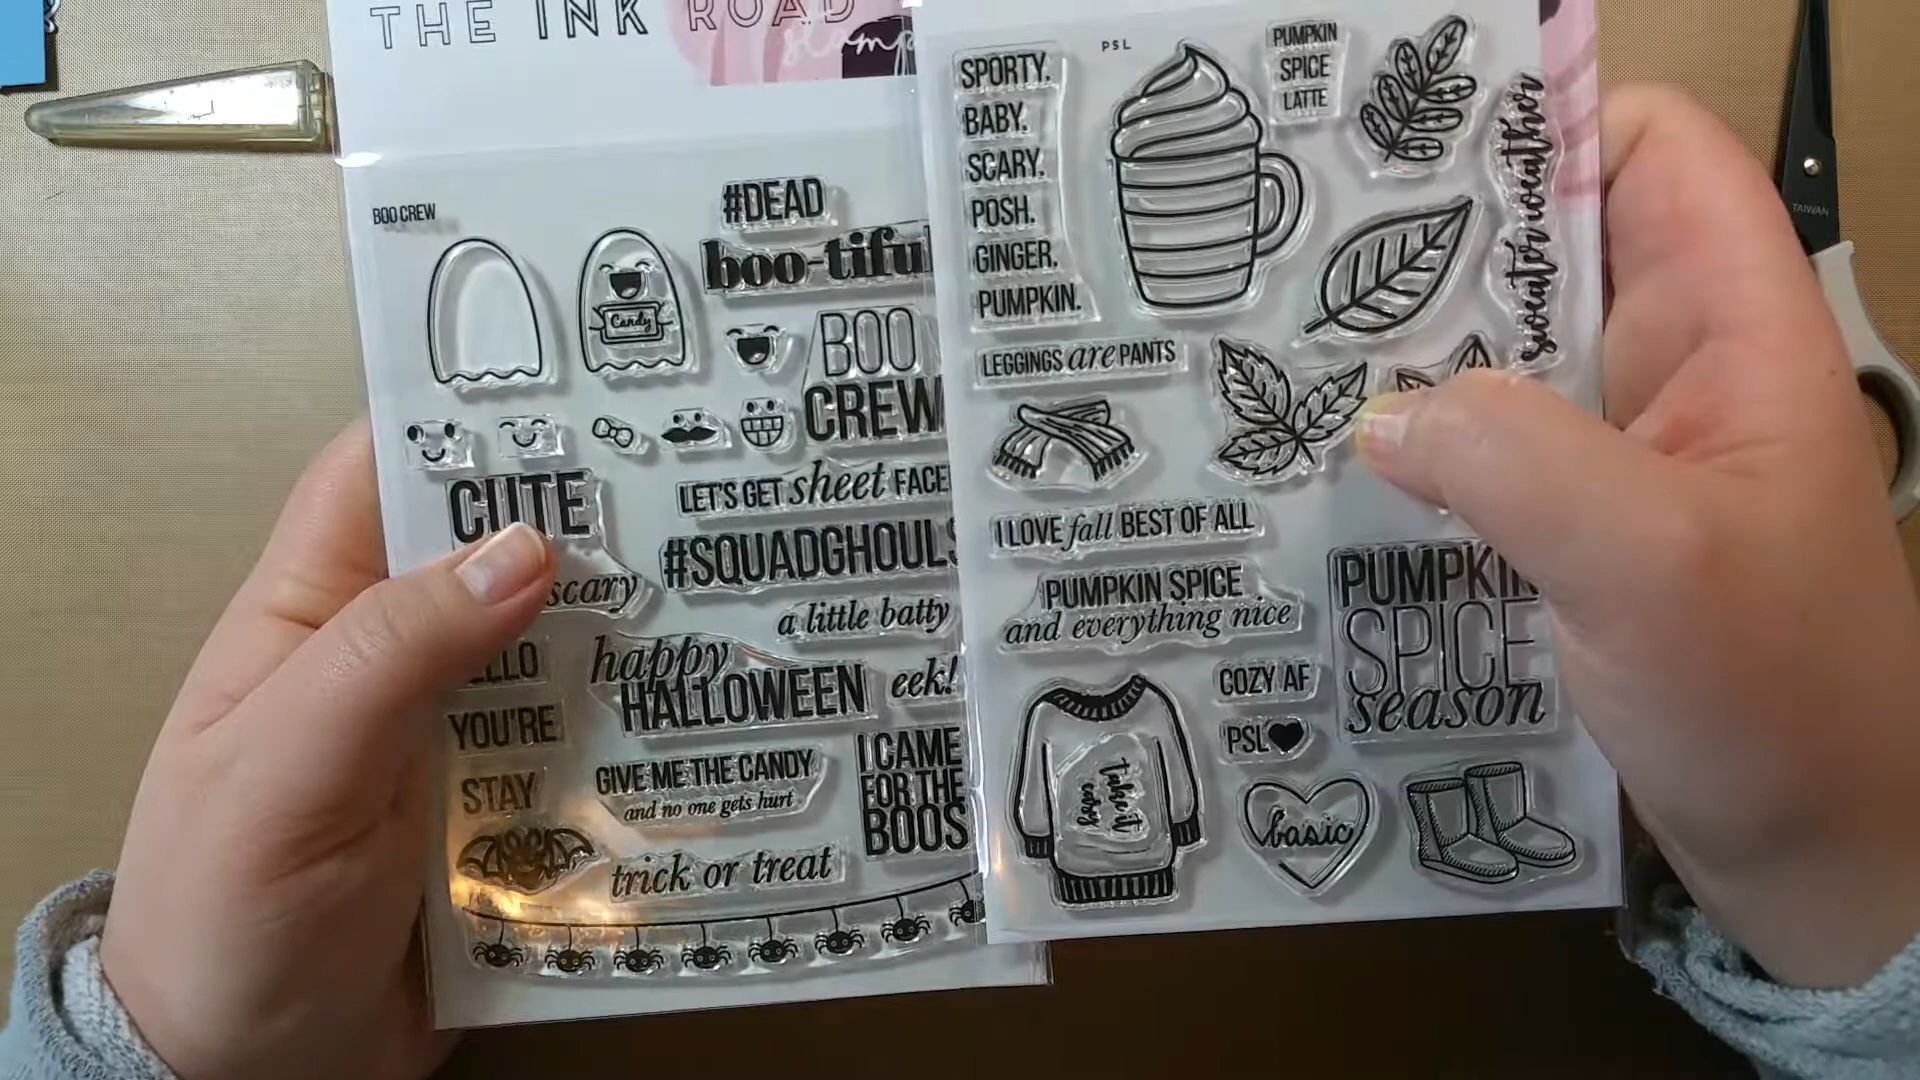 THE INK ROAD
stamp
BOO CREW
#DEAD
boo-tiful
Candy
BOO
CREW
CUTE
scary
LET'S GET sheet FACE
#SQUADGHOULS
a little batty
happy
HALLOWEEN
eek!
YOU'RE
STAY
GIVE ME THE CANDY
and no one gets hurt
I CAME
FOR THE
BOOS
trick or treat
PSL
SPORTY.
BABY.
SCARY.
POSH.
GINGER.
PUMPKIN.
PUMPKIN
SPICE
LATTE
sweater weather
LEGGINGS are PANTS
I LOVE fall BEST OF ALL
PUMPKIN SPICE
and everything nice
PUMPKIN
SPICE
season
COZY AF
PSL
take it
easy
basic
TAIWAN